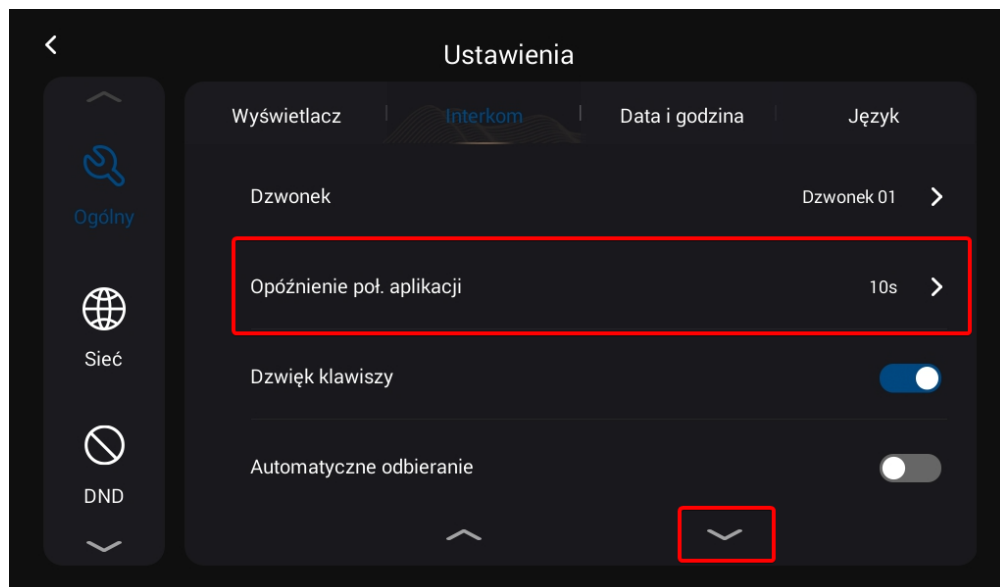 Ustawienia
Wyświetlacz Interkom Data i godzina Język
Ogólny
Sieć
DND
Dzwonek Dzwonek 01
Opóźnienie poł. aplikacji 10s
Dzwięk klawiszy
Automatyczne odbieranie